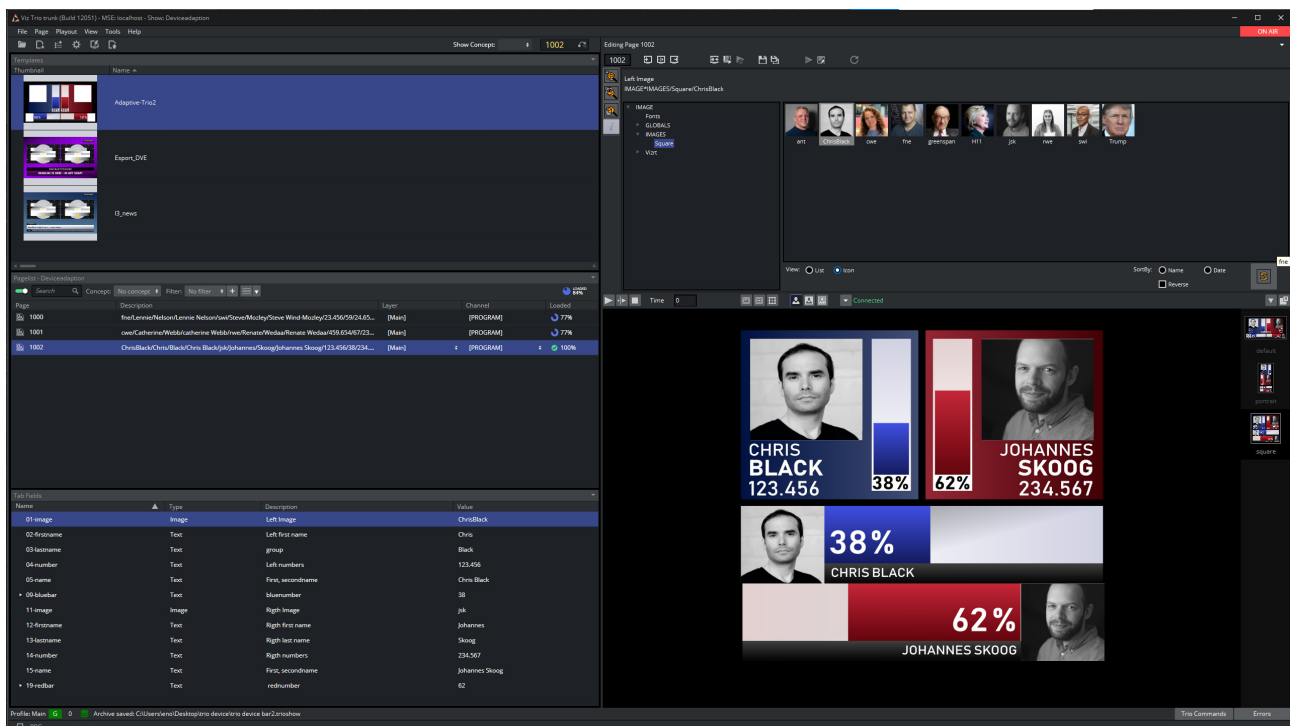 Viz Trio trunk (Build 12051) - MSE: localhost - Show: Deviceadaption
File Page Playout View Tools Help
ON AIR
Show Concept: 1002
Editing Page 1002
Templates
Thumbnail Name
Adaptive-Trio2
Esport_DVE
l3_news
1002
Left Image
IMAGE*IMAGES/Square/ChrisBlack
IMAGE
Fonts
GLOBALS
IMAGES
Square
Vizrt
ant ChrisBlack cwe fne greenspan H11 jsk rwe swi Trump
View: List Icon
SortBy: Name Date
Reverse
fne
Pagelist - Deviceadaption
Search Concept: No concept Filter: No filter
LOADED
84%
Page Description Layer Channel Loaded
1000 fne/Lennie/Nelson/Lennie Nelson/swi/Steve/Mozley/Steve Wind-Mozley/23.456/59/24.65... [Main] [PROGRAM] 77%
1001 cwe/Catherine/Webb/catherine Webb/rwe/Renate/Wedaa/Renate Wedaa/459.654/67/23... [Main] [PROGRAM] 77%
1002 ChrisBlack/Chris/Black/Chris Black/jsk/Johannes/Skoog/Johannes Skoog/123.456/38/234.... [Main] [PROGRAM] 100%
Time 0
Connected
default
portrait
square
CHRIS
BLACK
123.456
38%
62%
JOHANNES
SKOOG
234.567
38%
CHRIS BLACK
62%
JOHANNES SKOOG
Tab Fields
Name Type Description Value
01-image Image Left Image ChrisBlack
02-firstname Text Left first name Chris
03-lastname Text group Black
04-number Text Left numbers 123.456
05-name Text First, secondname Chris Black
09-bluebar Text bluenumber 38
11-image Image Rigth Image jsk
12-firstname Text Rigth first name Johannes
13-lastname Text Rigth last name Skoog
14-number Text Rigth numbers 234.567
15-name Text First, secondname Johannes Skoog
19-redbar Text rednumber 62
Profile: Main G 0 Archive saved: C:\Users\eno\Desktop\trio device\trio device bar2.trioshow
Trio Commands Errors